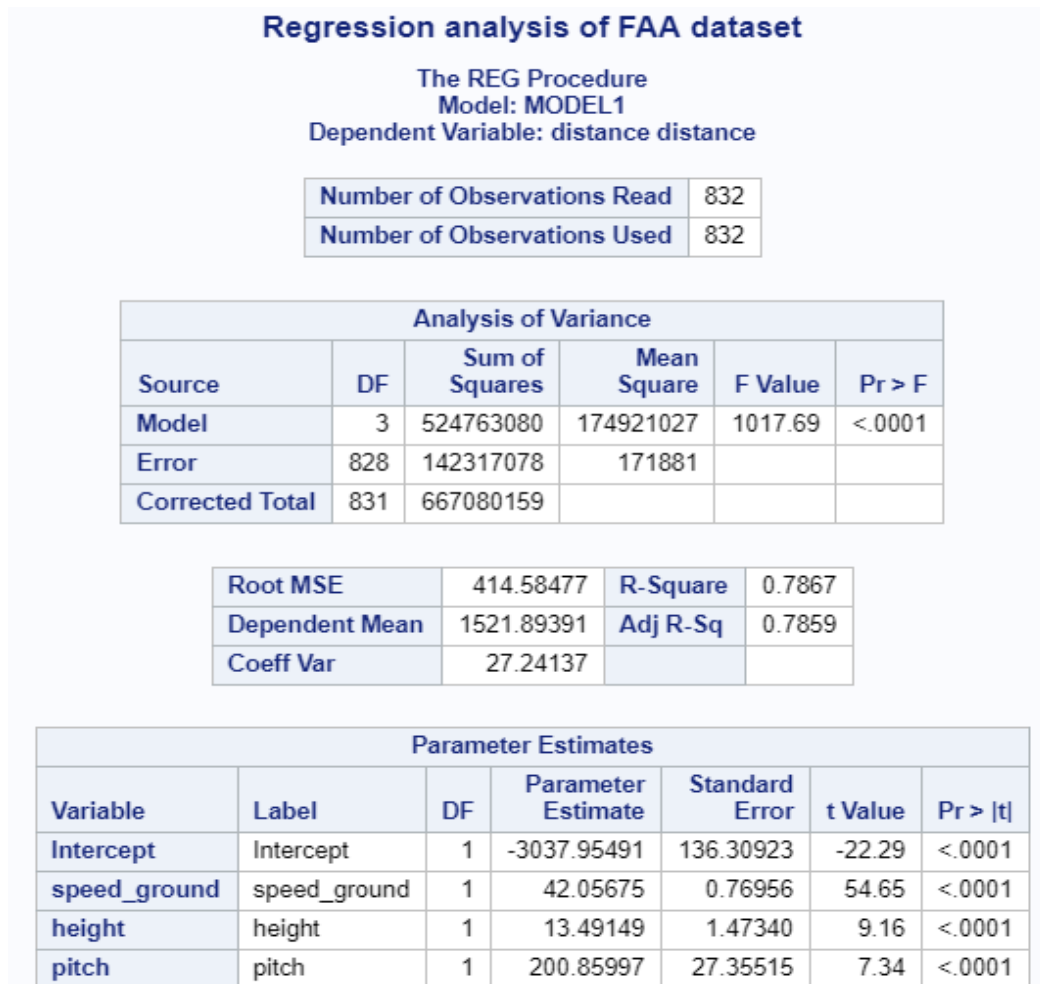 Regression analysis of FAA dataset
The REG Procedure
Model: MODEL1
Dependent Variable: distance distance
Number of Observations Read 832
Number of Observations Used 832
Analysis of Variance
Source DF Sum of Squares Mean Square F Value Pr > F
Model 3 524763080 174921027 1017.69 <.0001
Error 828 142317078 171881
Corrected Total 831 667080159
Root MSE 414.58477 R-Square 0.7867
Dependent Mean 1521.89391 Adj R-Sq 0.7859
Coeff Var 27.24137
Parameter Estimates
Variable Label DF Parameter Estimate Standard Error t Value Pr > |t|
Intercept Intercept 1 -3037.95491 136.30923 -22.29 <.0001
speed_ground speed_ground 1 42.05675 0.76956 54.65 <.0001
height height 1 13.49149 1.47340 9.16 <.0001
pitch pitch 1 200.85997 27.35515 7.34 <.0001